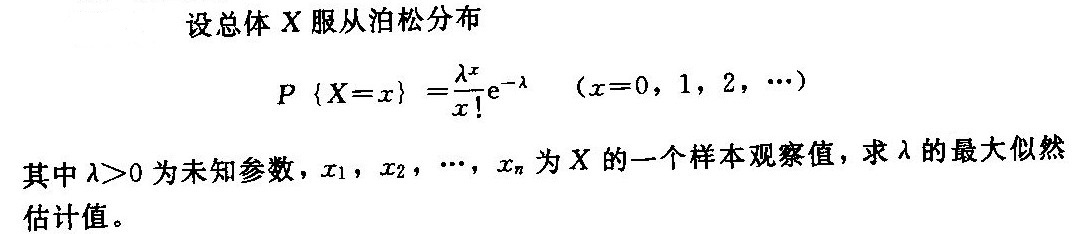 设总体 X 服从泊松分布
P {X=x} =\frac{λ^x}{x!}e^{-λ} (x=0, 1, 2, …)
其中 λ>0 为未知参数，x₁，x₂，…，xₙ 为 X 的一个样本观察值，求 λ 的最大似然
估计值。